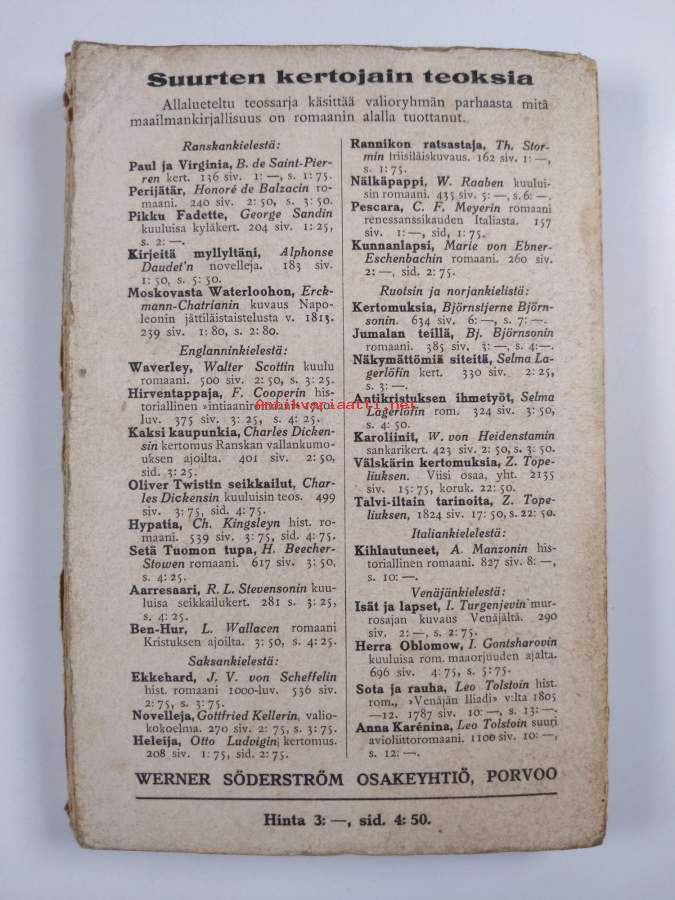 Suurten kertojain teoksia
Allalueteltu teossarja käsittää valioryhmän parhaasta mitä
maailmankirjallisuus on romaanin alalla tuottanut.
Ranskankielestä:
Paul ja Virginia, B. de Saint-Pier-
ren kert. 136 siv. 1: —, s. 1: 75.
Perijätär, Honoré de Balzacin ro-
maani. 240 siv. 2: 50, s. 3: 50.
Pikku Fadette, George Sandin
kuuluisa kyläkert. 204 siv. 1: 25,
s. 2: —.
Kirjeitä myllyltäni, Alphonse
Daudet'n novelleja. 183 siv.
1: 50, s. 5: 50.
Moskovasta Waterloohon, Erck-
mann-Chatrianin kuvaus Napo-
leonin jättiläistaistelusta v. 1813.
239 siv. 1: 80, s. 2: 80.
Englanninkielestä:
Waverley, Walter Scottin kuulu
romaani. 500 siv. 2: 50, s. 3: 25.
Hirventappaja, F. Cooperin his-
toriallinen »intiaanir
luv. 375 siv. 3: 25, s. 4: 25.
Kaksi kaupunkia, Charles Dicken-
sin kertomus Ranskan vallankumo-
uksen ajoilta. 401 siv. 2: 50,
sid. 3: 25.
Oliver Twistin seikkailut, Char-
les Dickensin kuuluisin teos. 499
siv. 3: 75, sid. 4: 75.
Hypatia, Ch. Kingsleyn hist. ro-
maani. 539 siv. 3: 75, sid. 4: 75.
Setä Tuomon tupa, H. Beecher-
Stowen romaani. 617 siv. 3: 50,
s. 4: 25.
Aarresaari, R. L. Stevensonin kuu-
luisa seikkailukert. 281 s. 3: 25,
s. 4: 25.
Ben-Hur, L. Wallacen romaani
Kristuksen ajoilta. 3: 50, s. 4: 50.
Saksankielestä:
Ekkehard, J. V. von Scheffelin
hist. romaani 1000-luv. 536 siv.
2: 75, s. 3: 75.
Novelleja, Gottfried Kellerin, valio-
kokoelma. 270 siv. 2: 75, s. 3: 75.
Heleija, Otto Ludvigin kertomus.
208 siv. 1: 75, sid. 2: 75.
Rannikon ratsastaja, Th. Stor-
min friisiläiskuvaus. 162 siv. 1: —,
s. 1: 75.
Nälkäpappi, W. Raaben kuului-
sin romaani. 435 siv. 5: —, s. 6: —.
Pescara, C. F. Meyerin romaani
renessanssikauden Italiasta. 157
siv. 1: —, sid, 1: 75.
Kunnanlapsi, Marie von Ebner-
Eschenbachin romaani. 260 siv.
2: —, sid. 2: 75.
Ruotsin ja norjankielistä:
Kertomuksia, Björnstjerne Björn-
sonin. 634 siv. 6: —, s. 7: —.
Jumalan teillä, Bj. Björnsonin
romaani. 385 siv. 3: —, s. 4: —.
Näkymättömiä siteitä, Selma La-
gerlöfin kert. 330 siv. 2: 25,
s. 3: —.
Antikristuksen ihmetyöt, Selma
Lagerlöfin rom. 324 siv. 3: 50,
s. 4: 50.
Karoliinit, W. von Heidenstamin
sankarikert. 423 siv. 2: 50, s. 3: 50.
Välskärin kertomuksia, Z. Tope-
liuksen. Viisi osaa, yht. 2135
siv. 15: 75, koruk. 22: 50.
Talvi-iltain tarinoita, Z. Tope-
liuksen, 1824 siv. 17: 50, s. 22: 50.
Italiankielelstä:
Kihlautuneet, A. Manzonin his-
toriallinen romaani. 827 siv. 8: —,
s. 10: —.
Venäjänkielestä:
Isät ja lapset, I. Turgenjevin mur-
rosajan kuvaus Venäjältä. 290
siv. 2: —, s. 2: 75.
Herra Oblomow, I. Gontsharovin
kuuluisa rom. maaorjuuden ajalta.
696 siv. 4: 75, s. 5: 75.
Sota ja rauha, Leo Tolstoin hist.
rom., »Venäjän Iliadi» v:lta 1805
—12. 1787 siv. 10: —, s. 13: —.
Anna Karénina, Leo Tolstoin suuri
avioliittoromaani. 1100 siv. 10: —,
s. 12: —.
WERNER SÖDERSTRÖM OSAKEYHTIÖ, PORVOO
Hinta 3: —, sid. 4: 50.
Antikvariaatti.net